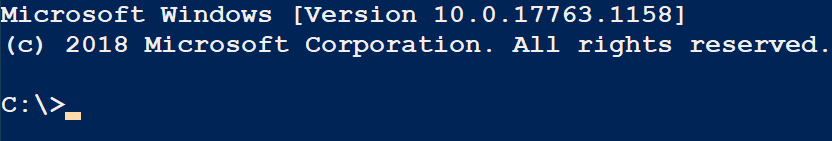 Microsoft Windows [Version 10.0.17763.1158]
(c) 2018 Microsoft Corporation. All rights reserved.
C:\>_